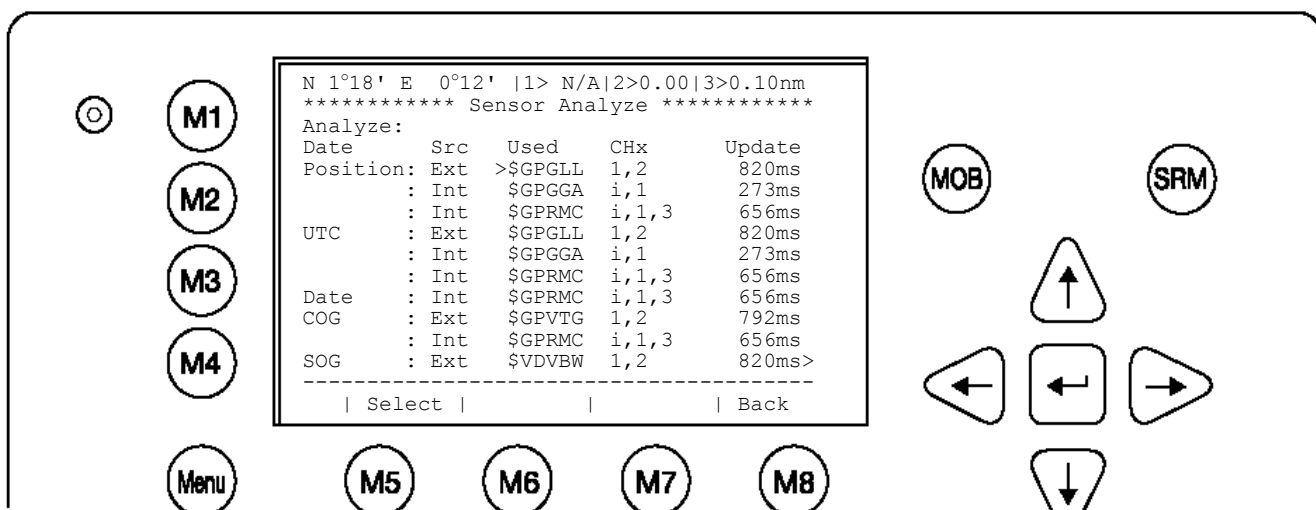 N 1°18' E  0°12' |1> N/A|2>0.00|3>0.10nm
************ Sensor Analyze ************
Analyze:
Date Src Used CHx Update
Position: Ext >$GPGLL 1,2 820ms
: Int $GPGGA i,1 273ms
: Int $GPRMC i,1,3 656ms
UTC : Ext $GPGLL 1,2 820ms
: Int $GPGGA i,1 273ms
: Int $GPRMC i,1,3 656ms
Date : Int $GPRMC i,1,3 656ms
COG : Ext $GPVTG 1,2 792ms
: Int $GPRMC i,1,3 656ms
SOG : Ext $VDVBW 1,2 820ms>
----------------------------------------
| Select | | | Back
M1
M2
M3
M4
Menu
M5
M6
M7
M8
MOB
SRM